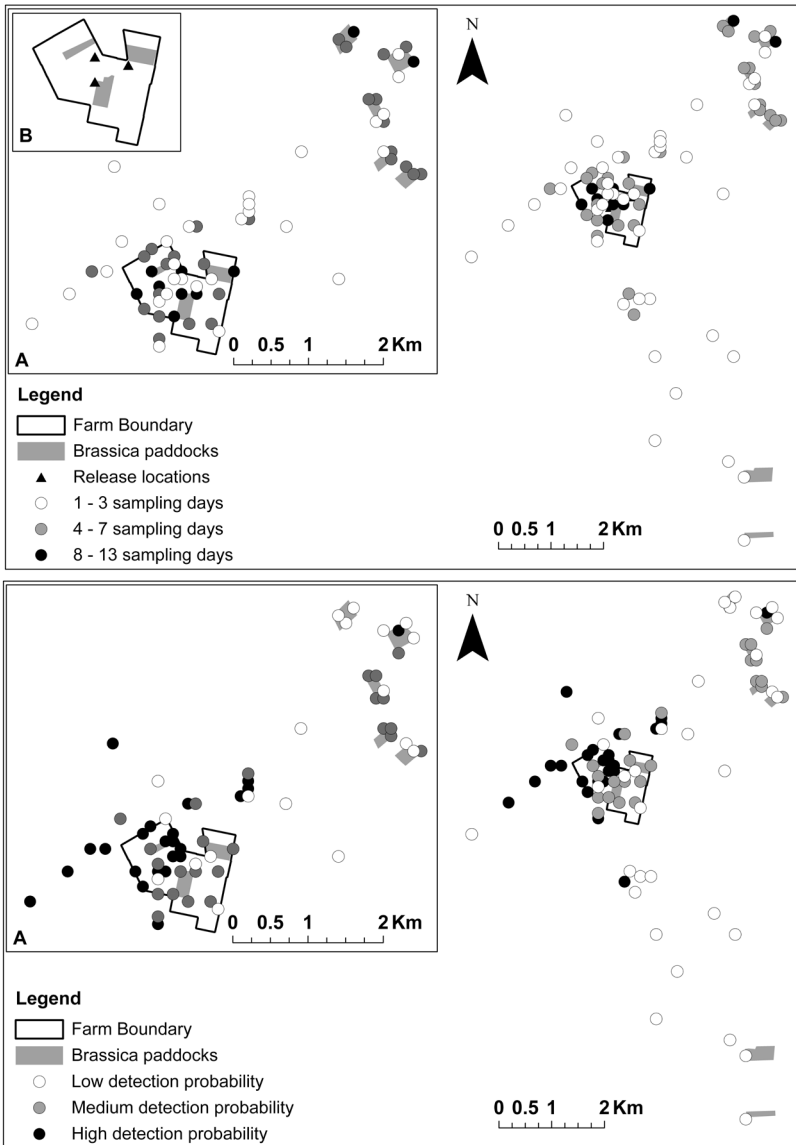 B
A
0 0.5 1 2 Km
N
0 0.5 1 2 Km
Legend
Farm Boundary
Brassica paddocks
Release locations
1 - 3 sampling days
4 - 7 sampling days
8 - 13 sampling days
A
0 0.5 1 2 Km
N
0 0.5 1 2 Km
Legend
Farm Boundary
Brassica paddocks
Low detection probability
Medium detection probability
High detection probability